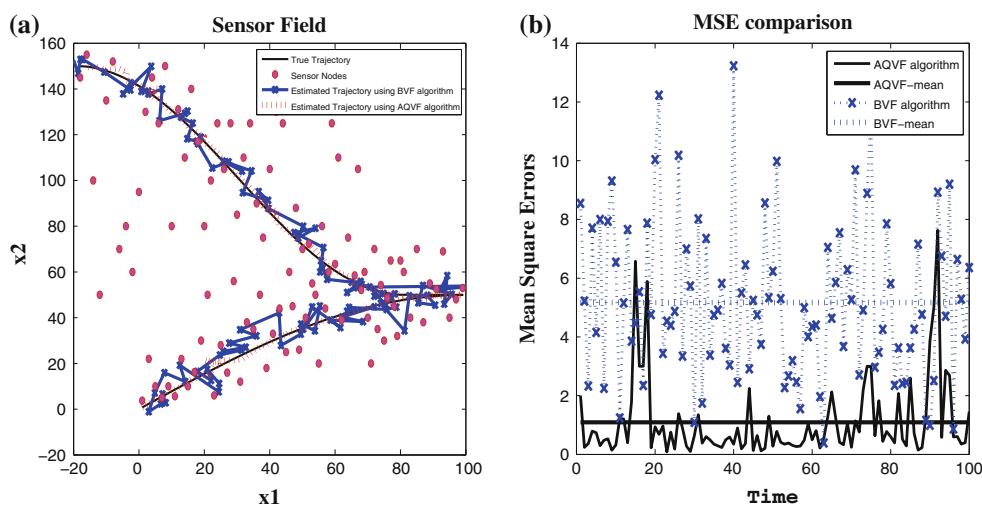 (a)
Sensor Field
160
140
120
100
80
60
40
20
0
−20
−20
0
20
40
60
80
100
x1
x2
True Trajectory
Sensor Nodes
Estimated Trajectory using BVF algorithm
Estimated Trajectory using AQVF algorithm
(b)
MSE comparison
14
12
10
8
6
4
2
0
0
20
40
60
80
100
Time
Mean Square Errors
AQVF algorithm
AQVF−mean
BVF algorithm
BVF−mean